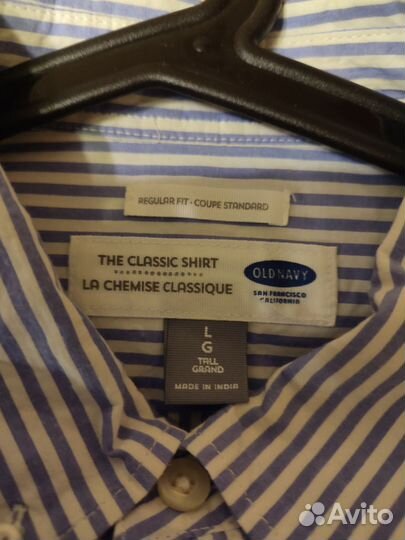 REGULAR FIT • COUPE STANDARD
THE CLASSIC SHIRT
LA CHEMISE CLASSIQUE
OLD NAVY
SAN FRANCISCO
CALIFORNIA
L
G
TALL
GRAND
MADE IN INDIA
Avito